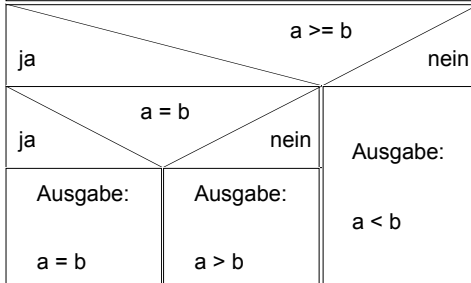 a >= b
ja
nein
a = b
ja
nein
Ausgabe:
a = b
Ausgabe:
a > b
Ausgabe:
a < b